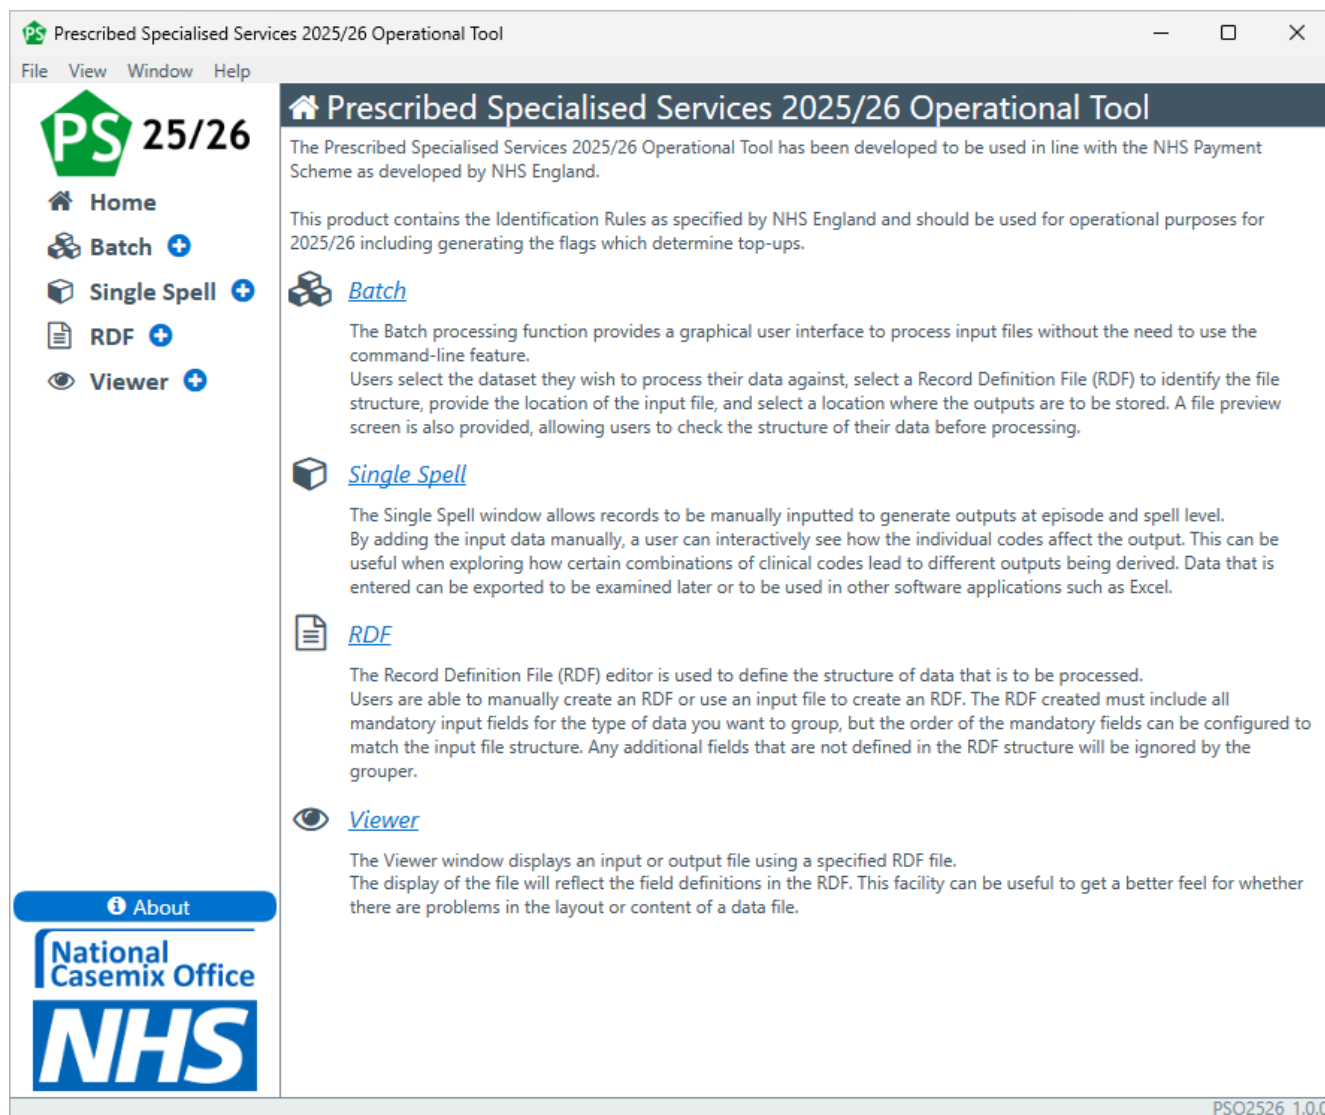 PS Prescribed Specialised Services 2025/26 Operational Tool
File View Window Help
PS 25/26
Home
Batch
Single Spell
RDF
Viewer
About
National
Casemix Office
NHS
Prescribed Specialised Services 2025/26 Operational Tool
The Prescribed Specialised Services 2025/26 Operational Tool has been developed to be used in line with the NHS Payment
Scheme as developed by NHS England.
This product contains the Identification Rules as specified by NHS England and should be used for operational purposes for
2025/26 including generating the flags which determine top-ups.
Batch
The Batch processing function provides a graphical user interface to process input files without the need to use the
command-line feature.
Users select the dataset they wish to process their data against, select a Record Definition File (RDF) to identify the file
structure, provide the location of the input file, and select a location where the outputs are to be stored. A file preview
screen is also provided, allowing users to check the structure of their data before processing.
Single Spell
The Single Spell window allows records to be manually inputted to generate outputs at episode and spell level.
By adding the input data manually, a user can interactively see how the individual codes affect the output. This can be
useful when exploring how certain combinations of clinical codes lead to different outputs being derived. Data that is
entered can be exported to be examined later or to be used in other software applications such as Excel.
RDF
The Record Definition File (RDF) editor is used to define the structure of data that is to be processed.
Users are able to manually create an RDF or use an input file to create an RDF. The RDF created must include all
mandatory input fields for the type of data you want to group, but the order of the mandatory fields can be configured to
match the input file structure. Any additional fields that are not defined in the RDF structure will be ignored by the
grouper.
Viewer
The Viewer window displays an input or output file using a specified RDF file.
The display of the file will reflect the field definitions in the RDF. This facility can be useful to get a better feel for whether
there are problems in the layout or content of a data file.
PSO2526 1.0.0